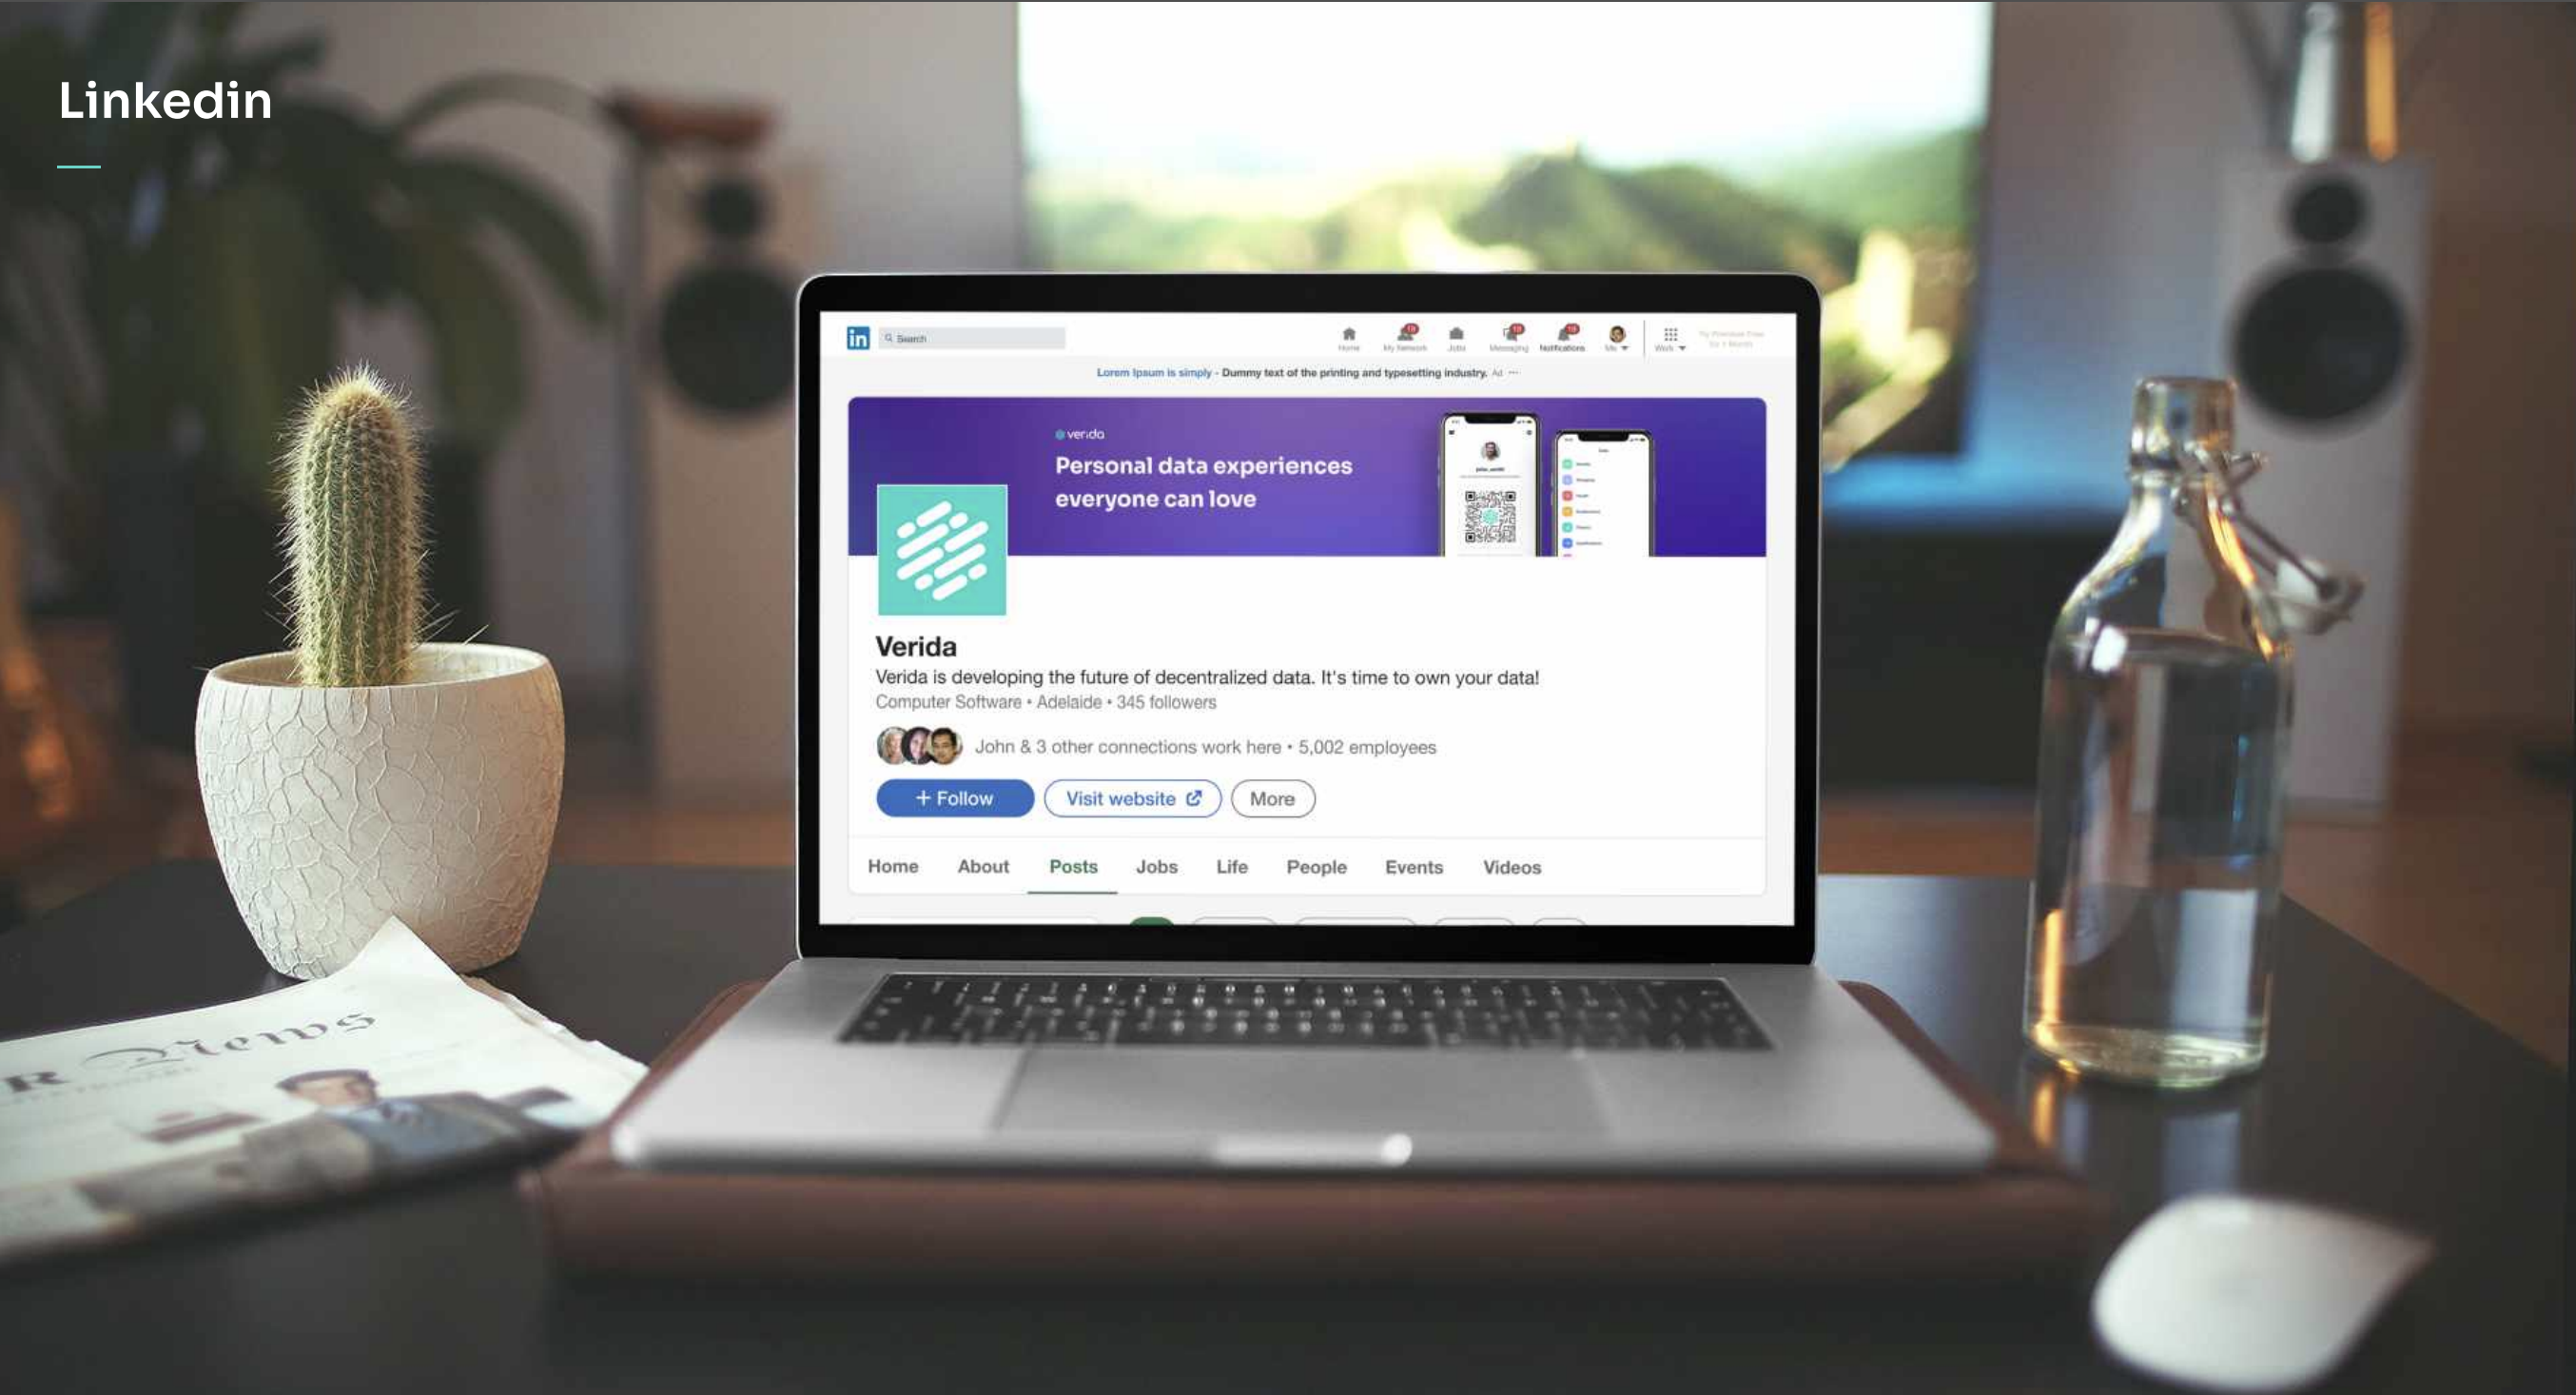 Linkedin
in Search
Home My Network Jobs Messaging Notifications Me Work
Lorem Ipsum is simply - Dummy text of the printing and typesetting industry. Ad ···
verida
Personal data experiences
everyone can love
Verida
Verida is developing the future of decentralized data. It's time to own your data!
Computer Software • Adelaide • 345 followers
John & 3 other connections work here • 5,002 employees
+ Follow Visit website More
Home About Posts Jobs Life People Events Videos
R News